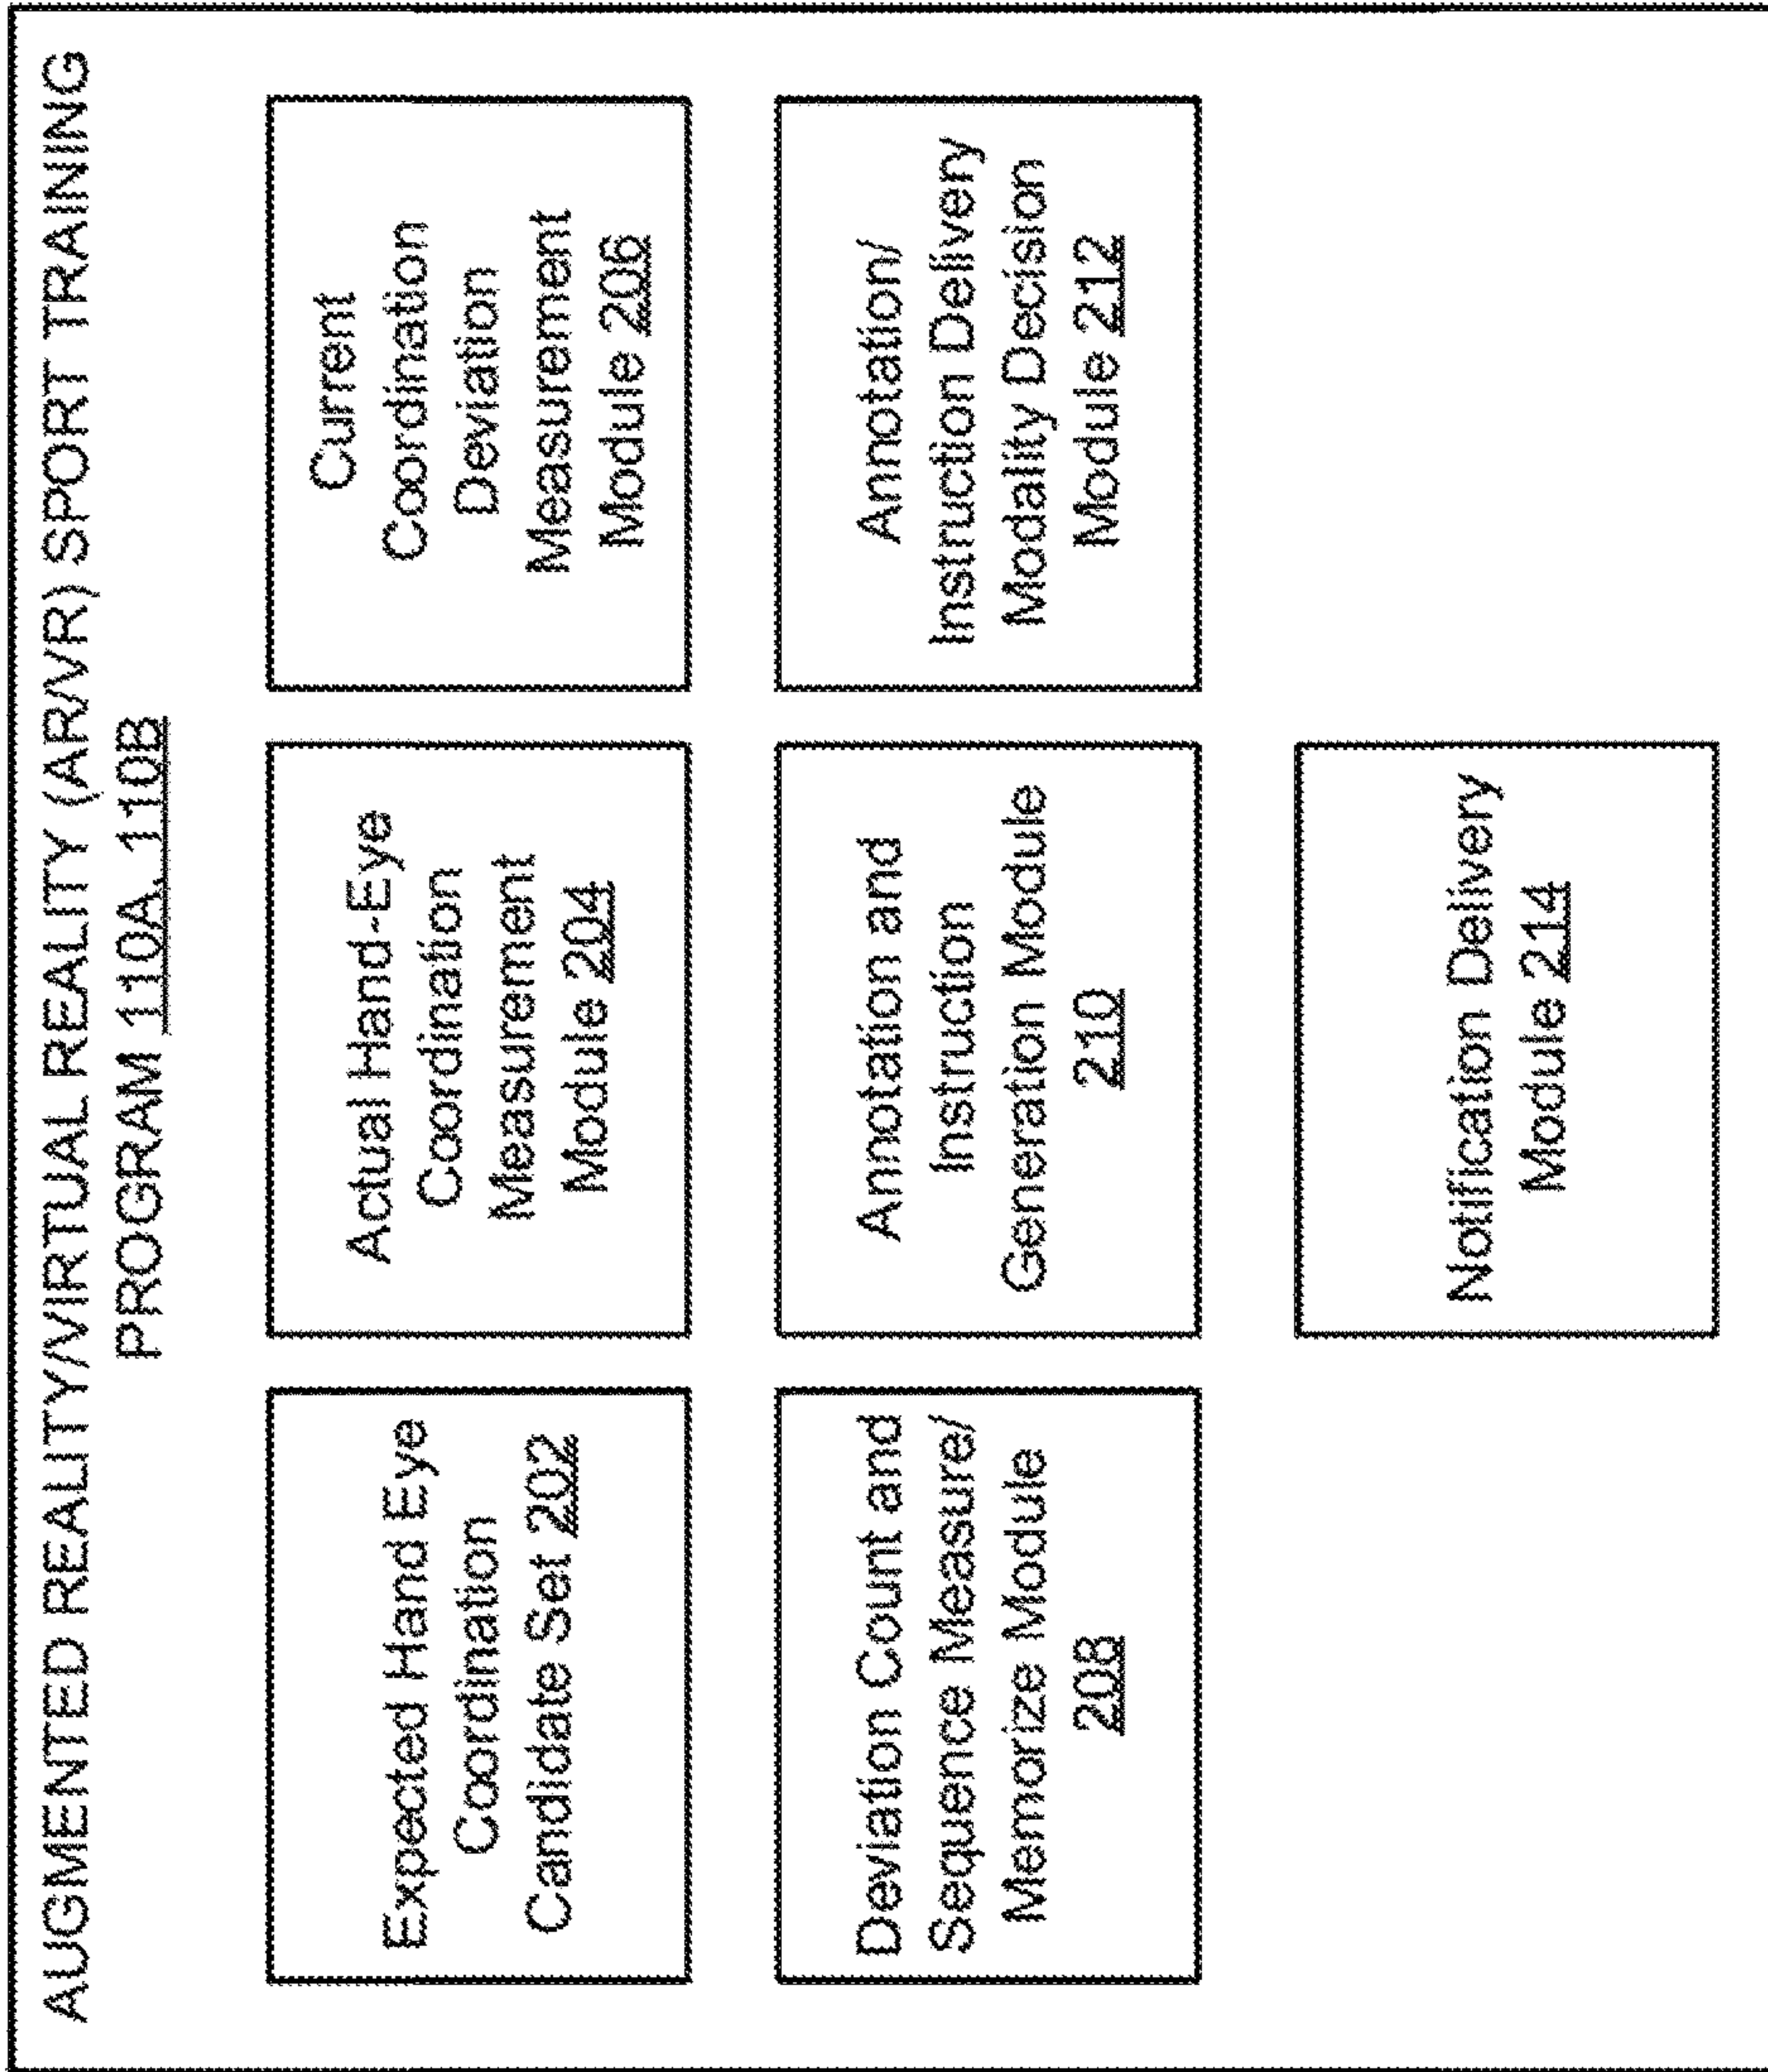 AUGMENTED REALITY/VIRTUAL REALITY (AR/VR) SPORT TRAINING
PROGRAM 110A, 110B
Expected Hand Eye
Coordination
Candidate Set 202
Actual Hand-Eye
Coordination
Measurement
Module 204
Current
Coordination
Deviation
Measurement
Module 206
Deviation Count and
Sequence Measure/
Memorize Module
208
Annotation and
Instruction
Generation Module
210
Annotation/
Instruction Delivery
Modality Decision
Module 212
Notification Delivery
Module 214